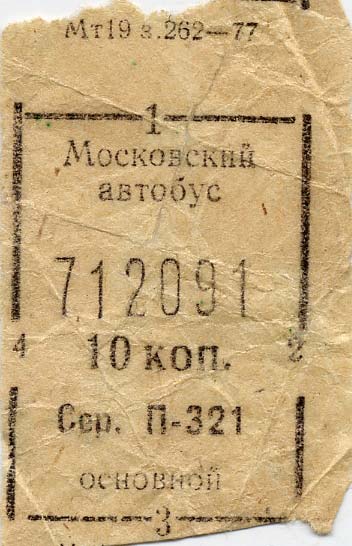 Мт19 з.262—77
1
Московский
автобус
712091
4 10 коп. 2
Сер. П-321
основной
3